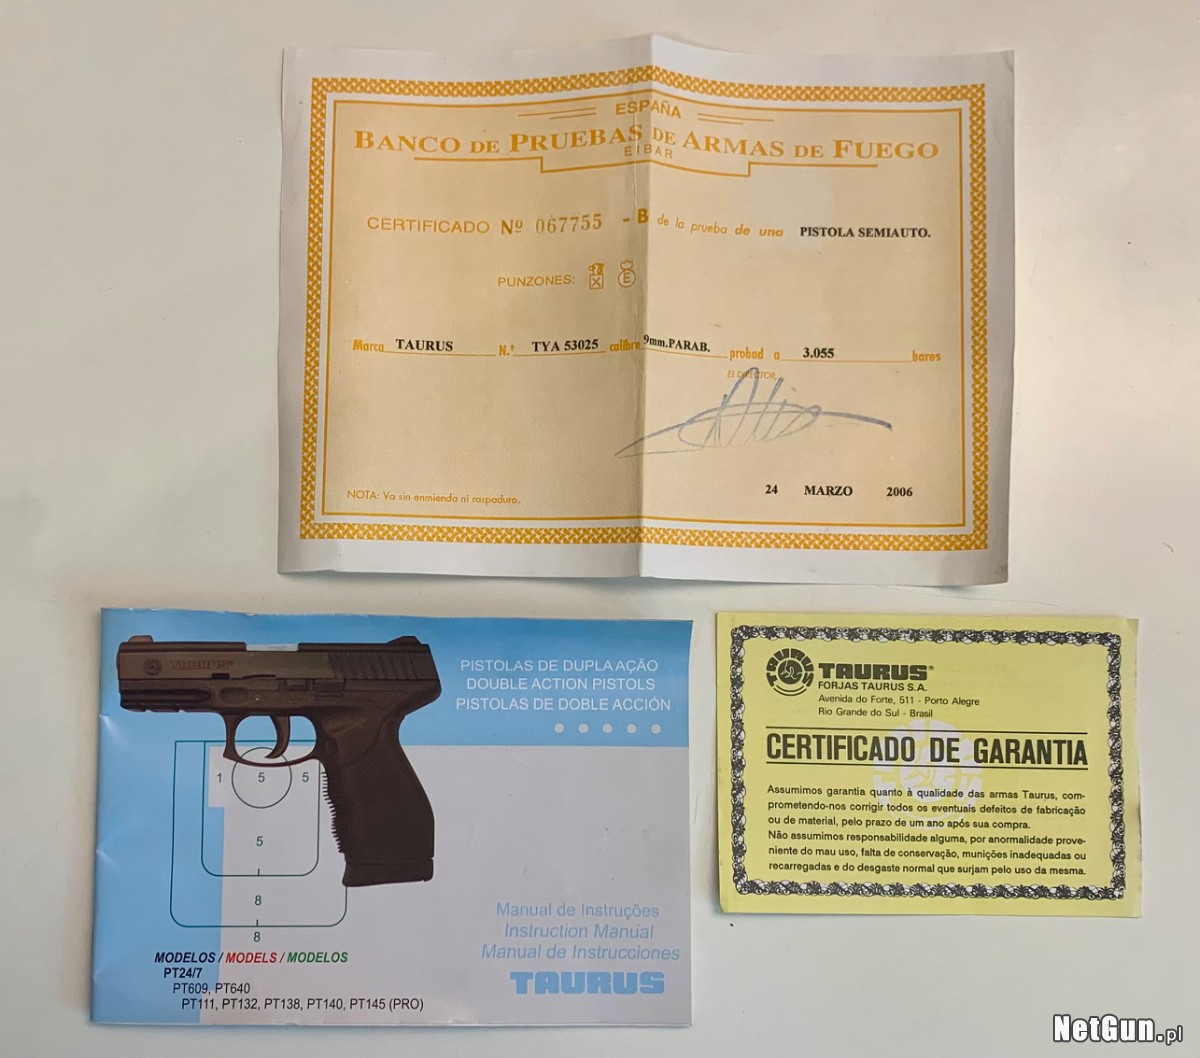 ESPAÑA
BANCO DE PRUEBAS DE ARMAS DE FUEGO
EIBAR
CERTIFICADO Nº 067755 - B de la prueba de una PISTOLA SEMIAUTO.
PUNZONES: X E
Marca TAURUS N.º TYA 53025 calibre 9mm.PARAB. probad a 3.055 bares
EL DIRECTOR,
24 MARZO 2006
NOTA: Va sin enmienda ni raspadura.
TAURUS
PISTOLAS DE DUPLA AÇÃO
DOUBLE ACTION PISTOLS
PISTOLAS DE DOBLE ACCIÓN
1 5 5
5
8
8
Manual de Instruções
Instruction Manual
Manual de Instrucciones
TAURUS
MODELOS / MODELS / MODELOS
PT24/7
PT609, PT640
PT111, PT132, PT138, PT140, PT145 (PRO)
TAURUS
TAURUS®
FORJAS TAURUS S.A.
Avenida do Forte, 511 - Porto Alegre
Rio Grande do Sul - Brasil
CERTIFICADO DE GARANTIA
Assumimos garantia quanto à qualidade das armas Taurus, com-
prometendo-nos corrigir todos os eventuais defeitos de fabricação
ou de material, pelo prazo de um ano após sua compra.
Não assumimos responsabilidade alguma, por anormalidade prove-
niente do mau uso, falta de conservação, munições inadequadas ou
recarregadas e do desgaste normal que surjam pelo uso da mesma.
NetGun.pl